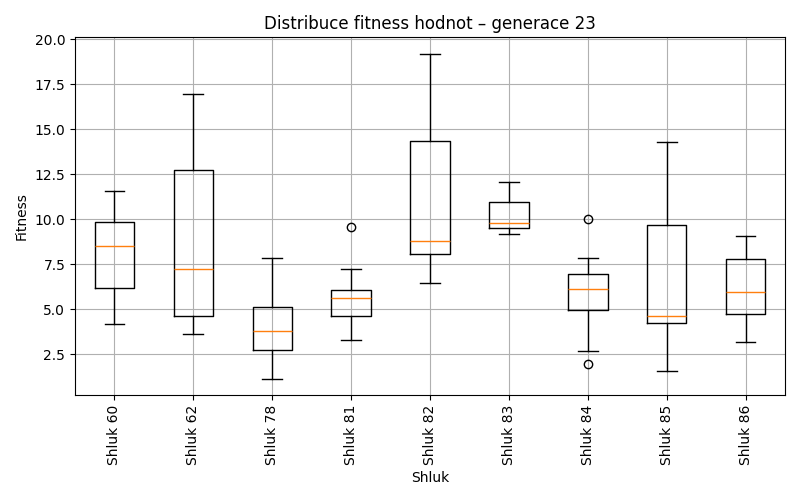 Distribuce fitness hodnot – generace 23
20.0
17.5
15.0
12.5
10.0
7.5
5.0
2.5
Fitness
Shluk 60
Shluk 62
Shluk 78
Shluk 81
Shluk 82
Shluk 83
Shluk 84
Shluk 85
Shluk 86
Shluk